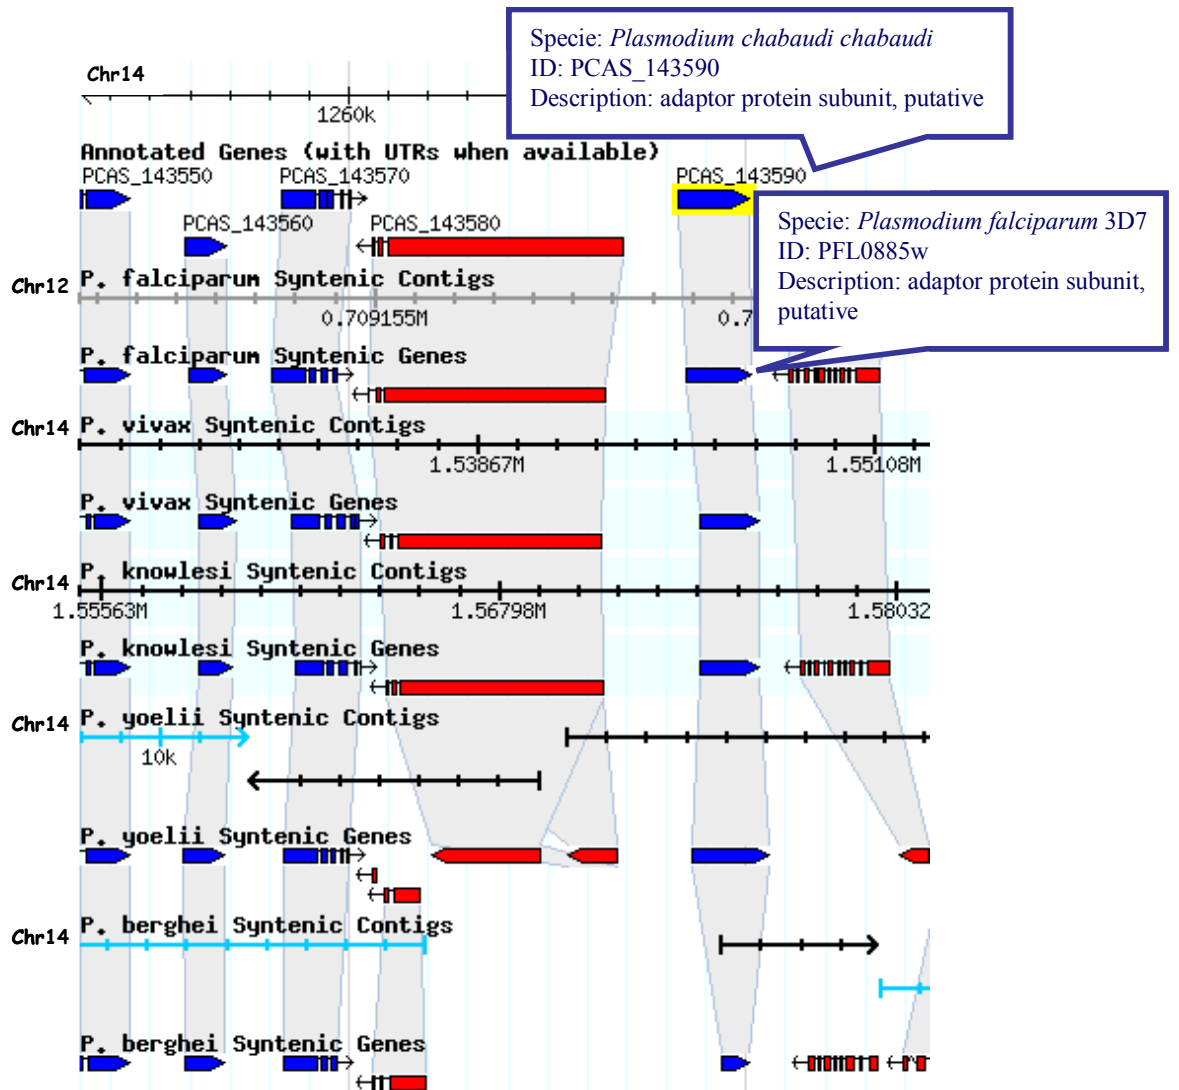 Specie: Plasmodium chabaudi chabaudi
ID: PCAS_143590
Description: adaptor protein subunit, putative
Chr14
1260k
Annotated Genes (with UTRs when available)
PCAS_143550 PCAS_143570 PCAS_143590
PCAS_143560 PCAS_143580
Specie: Plasmodium falciparum 3D7
ID: PFL0885w
Description: adaptor protein subunit,
putative
Chr12 P. falciparum Syntenic Contigs
0.709155M 0.7
P. falciparum Syntenic Genes
Chr14 P. vivax Syntenic Contigs
1.53867M 1.55108M
P. vivax Syntenic Genes
Chr14 P. knowlesi Syntenic Contigs
1.55563M 1.56798M 1.58032
P. knowlesi Syntenic Genes
Chr14 P. yoelii Syntenic Contigs
10k
P. yoelii Syntenic Genes
Chr14 P. berghei Syntenic Contigs
P. berghei Syntenic Genes